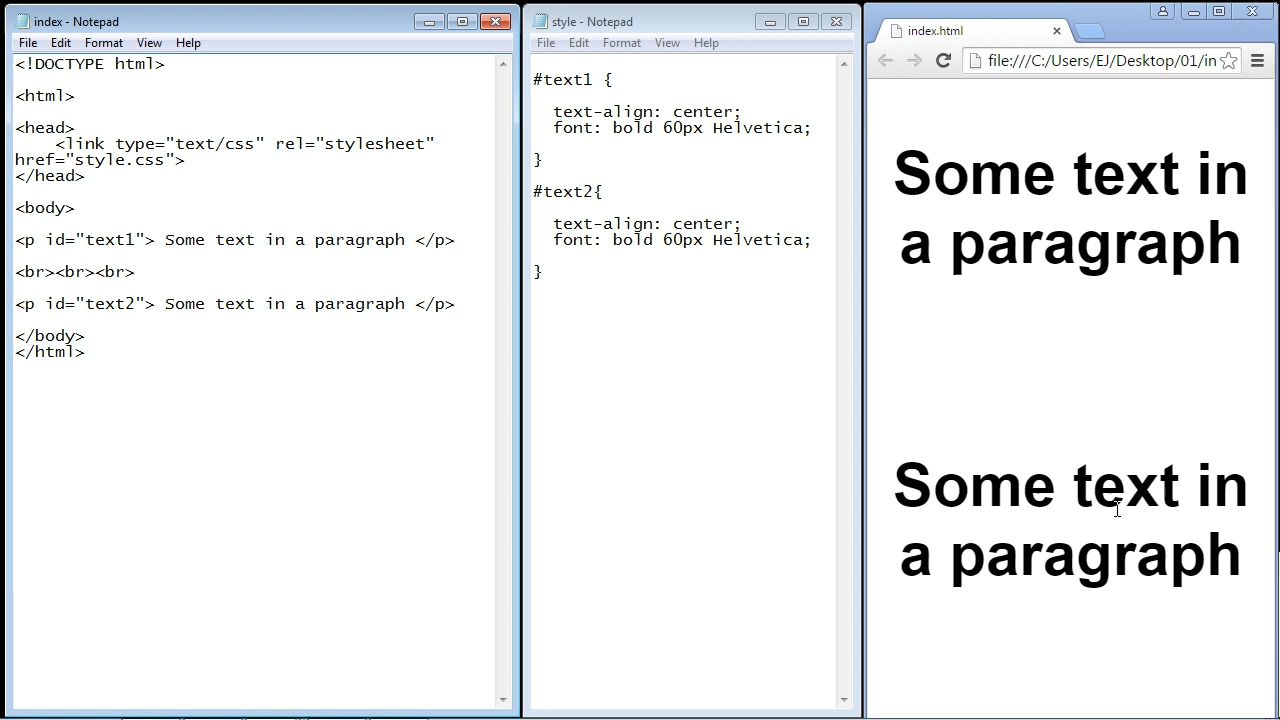 index - Notepad
File Edit Format View Help
<!DOCTYPE html>
<html>
<head>
    <link type="text/css" rel="stylesheet"
href="style.css">
</head>
<body>
<p id="text1"> Some text in a paragraph </p>
<br><br><br>
<p id="text2"> Some text in a paragraph </p>
</body>
</html>
style - Notepad
File Edit Format View Help
#text1 {
  text-align: center;
  font: bold 60px Helvetica;
}
#text2{
  text-align: center;
  font: bold 60px Helvetica;
}
index.html
file:///C:/Users/EJ/Desktop/01/in
Some text in
a paragraph
Some text in
a paragraph